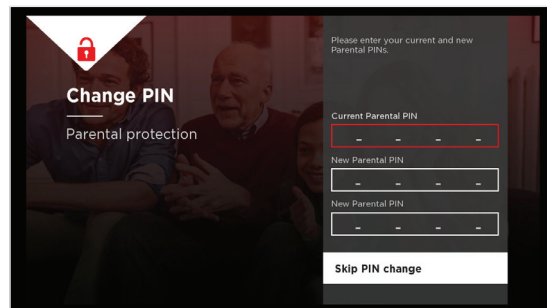 Change PIN
Parental protection
Please enter your current and new
Parental PINs.
Current Parental PIN
- - - -
New Parental PIN
- - - -
New Parental PIN
- - - -
Skip PIN change